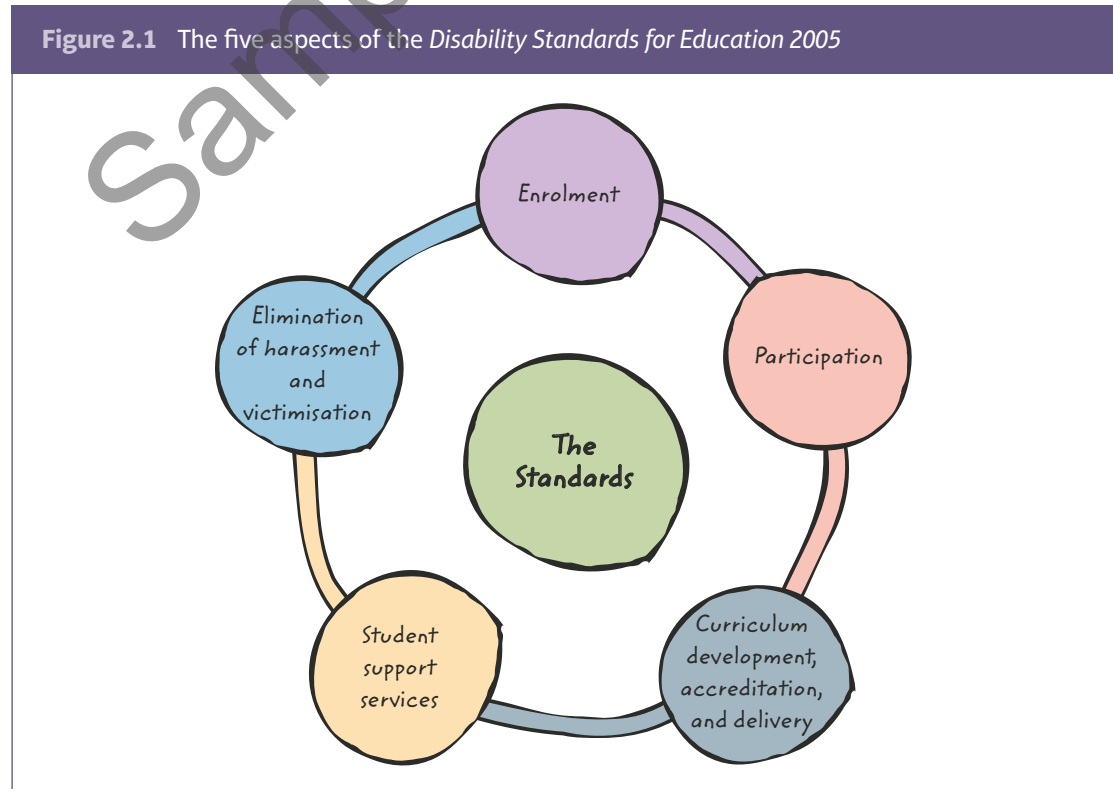 Figure 2.1 The five aspects of the Disability Standards for Education 2005
Enrolment
Participation
Curriculum
development,
accreditation,
and delivery
Student
support
services
Elimination
of harassment
and
victimisation
The
Standards